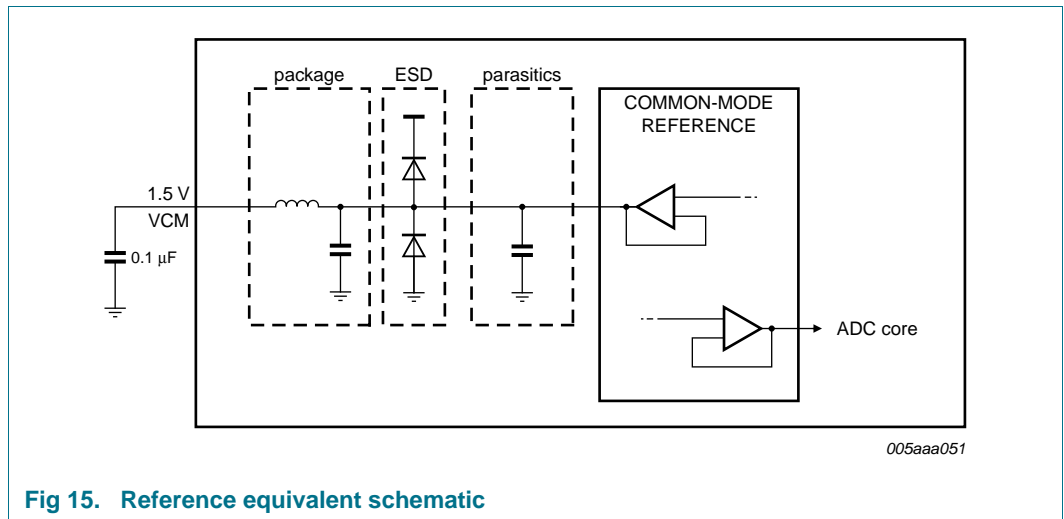 package ESD parasitics
COMMON-MODE
REFERENCE
1.5 V
VCM
0.1 μF
ADC core
005aaa051
Fig 15. Reference equivalent schematic